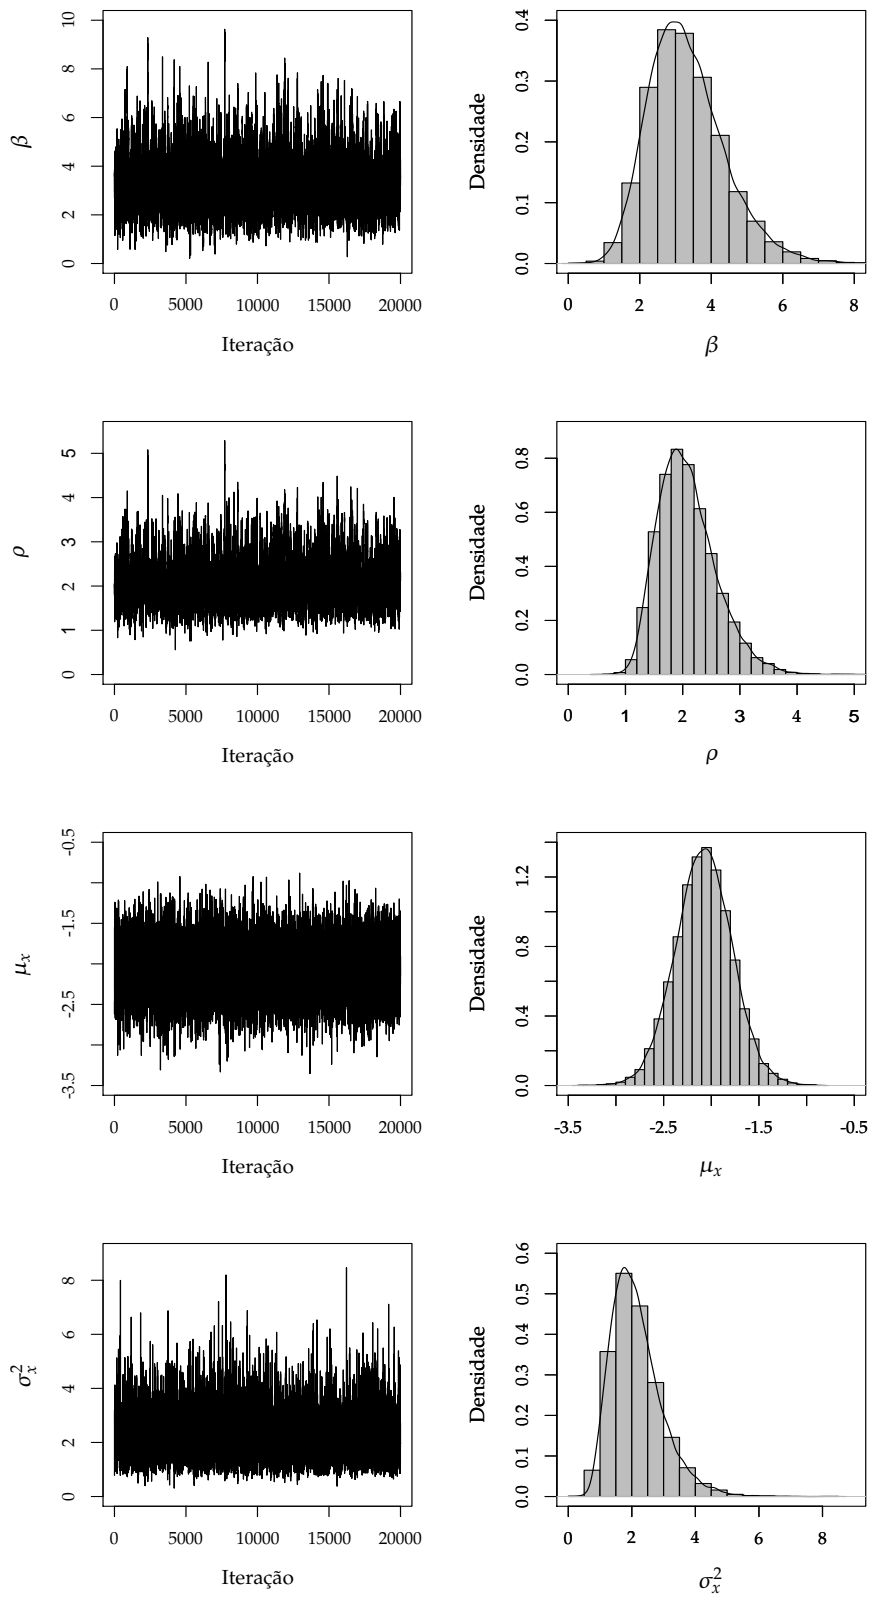 β
0 2 4 6 8 10
0 5000 10000 15000 20000
Iteração
Densidade
0.0 0.1 0.2 0.3 0.4
0 2 4 6 8
β
ρ
0 1 2 3 4 5
0 5000 10000 15000 20000
Iteração
Densidade
0.0 0.2 0.4 0.6 0.8
0 1 2 3 4 5
ρ
μx
-3.5 -2.5 -1.5 -0.5
0 5000 10000 15000 20000
Iteração
Densidade
0.0 0.4 0.8 1.2
-3.5 -2.5 -1.5 -0.5
μx
σ²x
0 2 4 6 8
0 5000 10000 15000 20000
Iteração
Densidade
0.0 0.1 0.2 0.3 0.4 0.5 0.6
0 2 4 6 8
σ²x